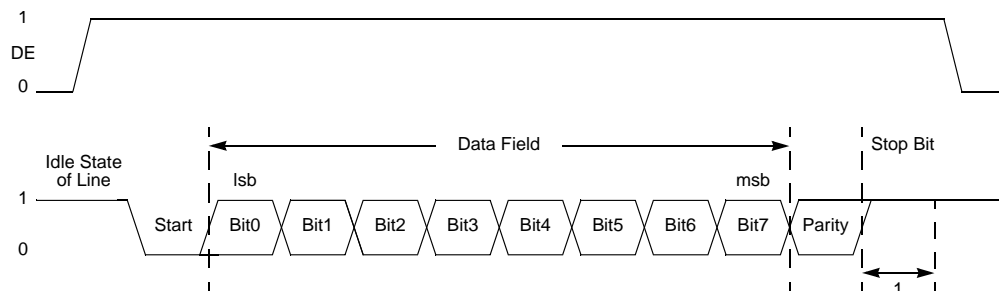 1
DE
0
Data Field
Stop Bit
Idle State
of Line
lsb
msb
1
Start
Bit0
Bit1
Bit2
Bit3
Bit4
Bit5
Bit6
Bit7
Parity
0
1